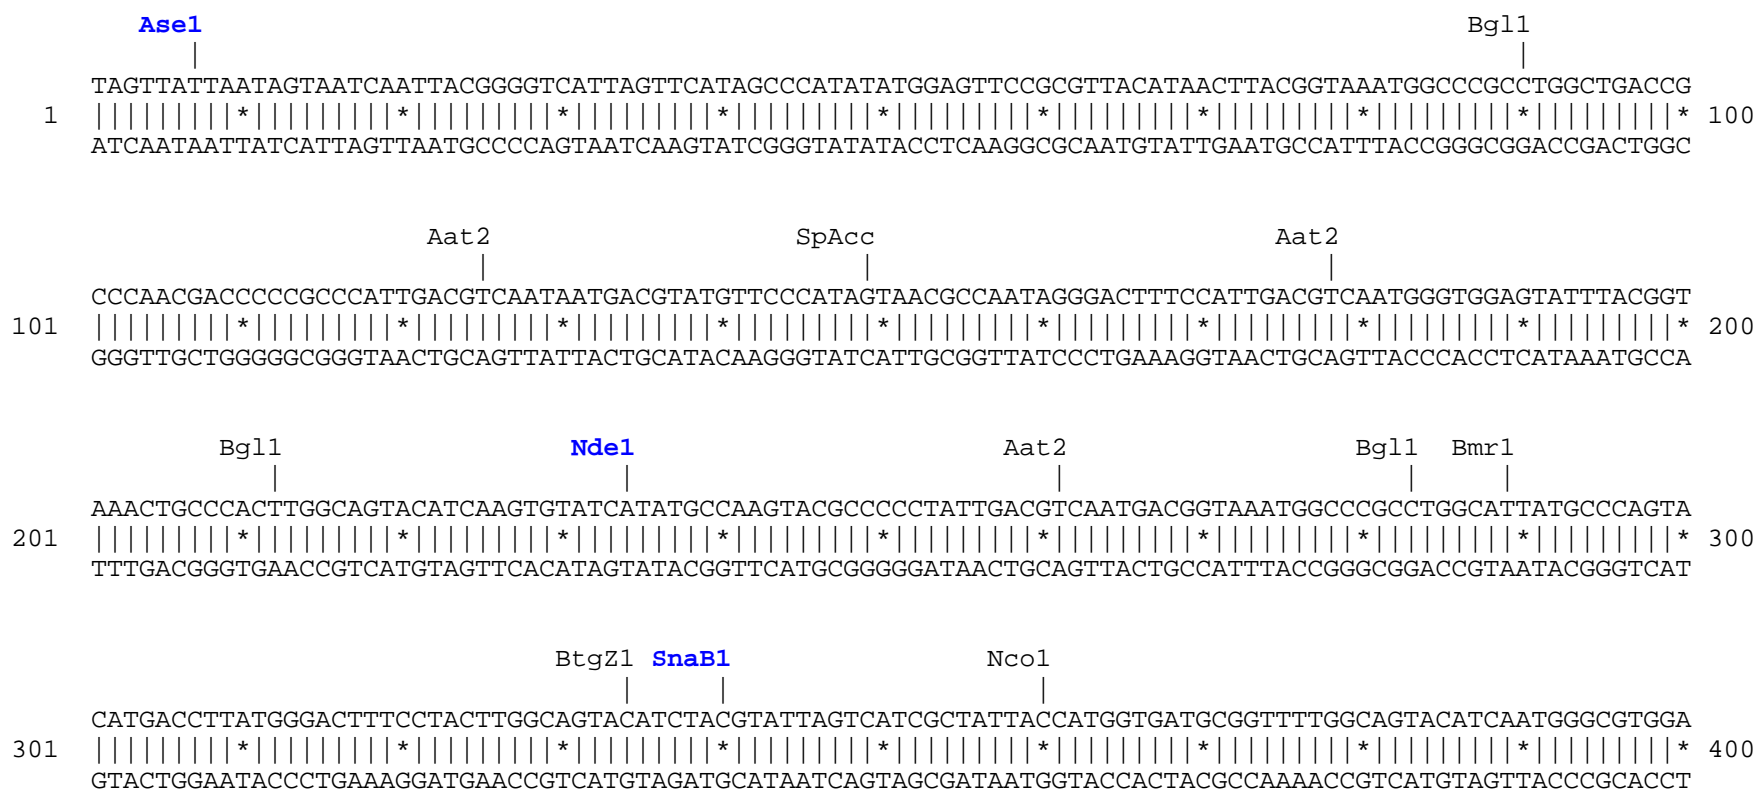 Ase1 Bgl1
| |
TAGTTATTAATAGTAATCAATTACGGGGTCATTAGTTCATAGCCCATATATGGAGTTCCGCGTTACATAACTTACGGTAAATGGCCCGCCTGGCTGACCG
1 |||||||||*|||||||||*|||||||||*|||||||||*|||||||||*|||||||||*|||||||||*|||||||||*|||||||||*|||||||||* 100
ATCAATAATTATCATTAGTTAATGCCCCAGTAATCAAGTATCGGGTATATACCTCAAGGCGCAATGTATTGAATGCCATTTACCGGGCGGACCGACTGGC
Aat2 SpAcc Aat2
| | |
CCCAACGACCCCCGCCCATTGACGTCAATAATGACGTATGTTCCCATAGTAACGCCAATAGGGACTTTCCATTGACGTCAATGGGTGGAGTATTTACGGT
101 |||||||||*|||||||||*|||||||||*|||||||||*|||||||||*|||||||||*|||||||||*|||||||||*|||||||||*|||||||||* 200
GGGTTGCTGGGGGCGGGTAACTGCAGTTATTACTGCATACAAGGGTATCATTGCGGTTATCCCTGAAAGGTAACTGCAGTTACCCACCTCATAAATGCCA
Bgl1 Nde1 Aat2 Bgl1 Bmr1
| | | | |
AAACTGCCCACTTGGCAGTACATCAAGTGTATCATATGCCAAGTACGCCCCCTATTGACGTCAATGACGGTAAATGGCCCGCCTGGCATTATGCCCAGTA
201 |||||||||*|||||||||*|||||||||*|||||||||*|||||||||*|||||||||*|||||||||*|||||||||*|||||||||*|||||||||* 300
TTTGACGGGTGAACCGTCATGTAGTTCACATAGTATACGGTTCATGCGGGGGATAACTGCAGTTACTGCCATTTACCGGGCGGACCGTAATACGGGTCAT
BtgZ1 SnaB1 Nco1
| | |
CATGACCTTATGGGACTTTCCTACTTGGCAGTACATCTACGTATTAGTCATCGCTATTACCATGGTGATGCGGTTTTGGCAGTACATCAATGGGCGTGGA
301 |||||||||*|||||||||*|||||||||*|||||||||*|||||||||*|||||||||*|||||||||*|||||||||*|||||||||*|||||||||* 400
GTACTGGAATACCCTGAAAGGATGAACCGTCATGTAGATGCATAATCAGTAGCGATAATGGTACCACTACGCCAAAACCGTCATGTAGTTACCCGCACCT